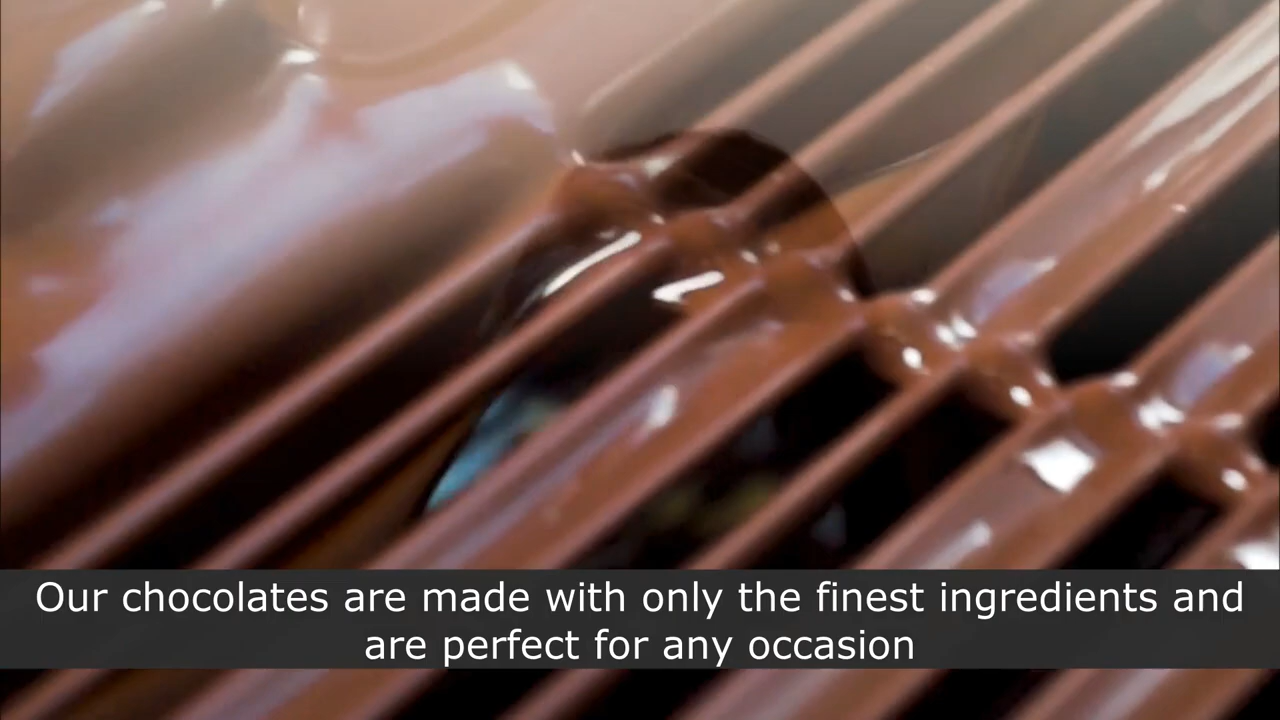 Our chocolates are made with only the finest ingredients and
are perfect for any occasion